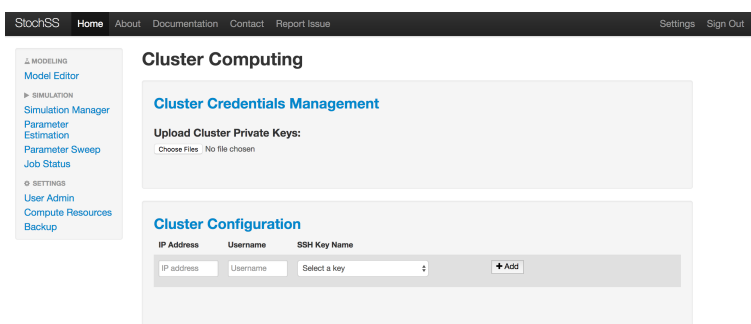 StochSS Home About Documentation Contact Report Issue Settings Sign Out
MODELING
Model Editor
SIMULATION
Simulation Manager
Parameter
Estimation
Parameter Sweep
Job Status
SETTINGS
User Admin
Compute Resources
Backup
Cluster Computing
Cluster Credentials Management
Upload Cluster Private Keys:
Choose Files No file chosen
Cluster Configuration
IP Address Username SSH Key Name
IP address Username Select a key + Add